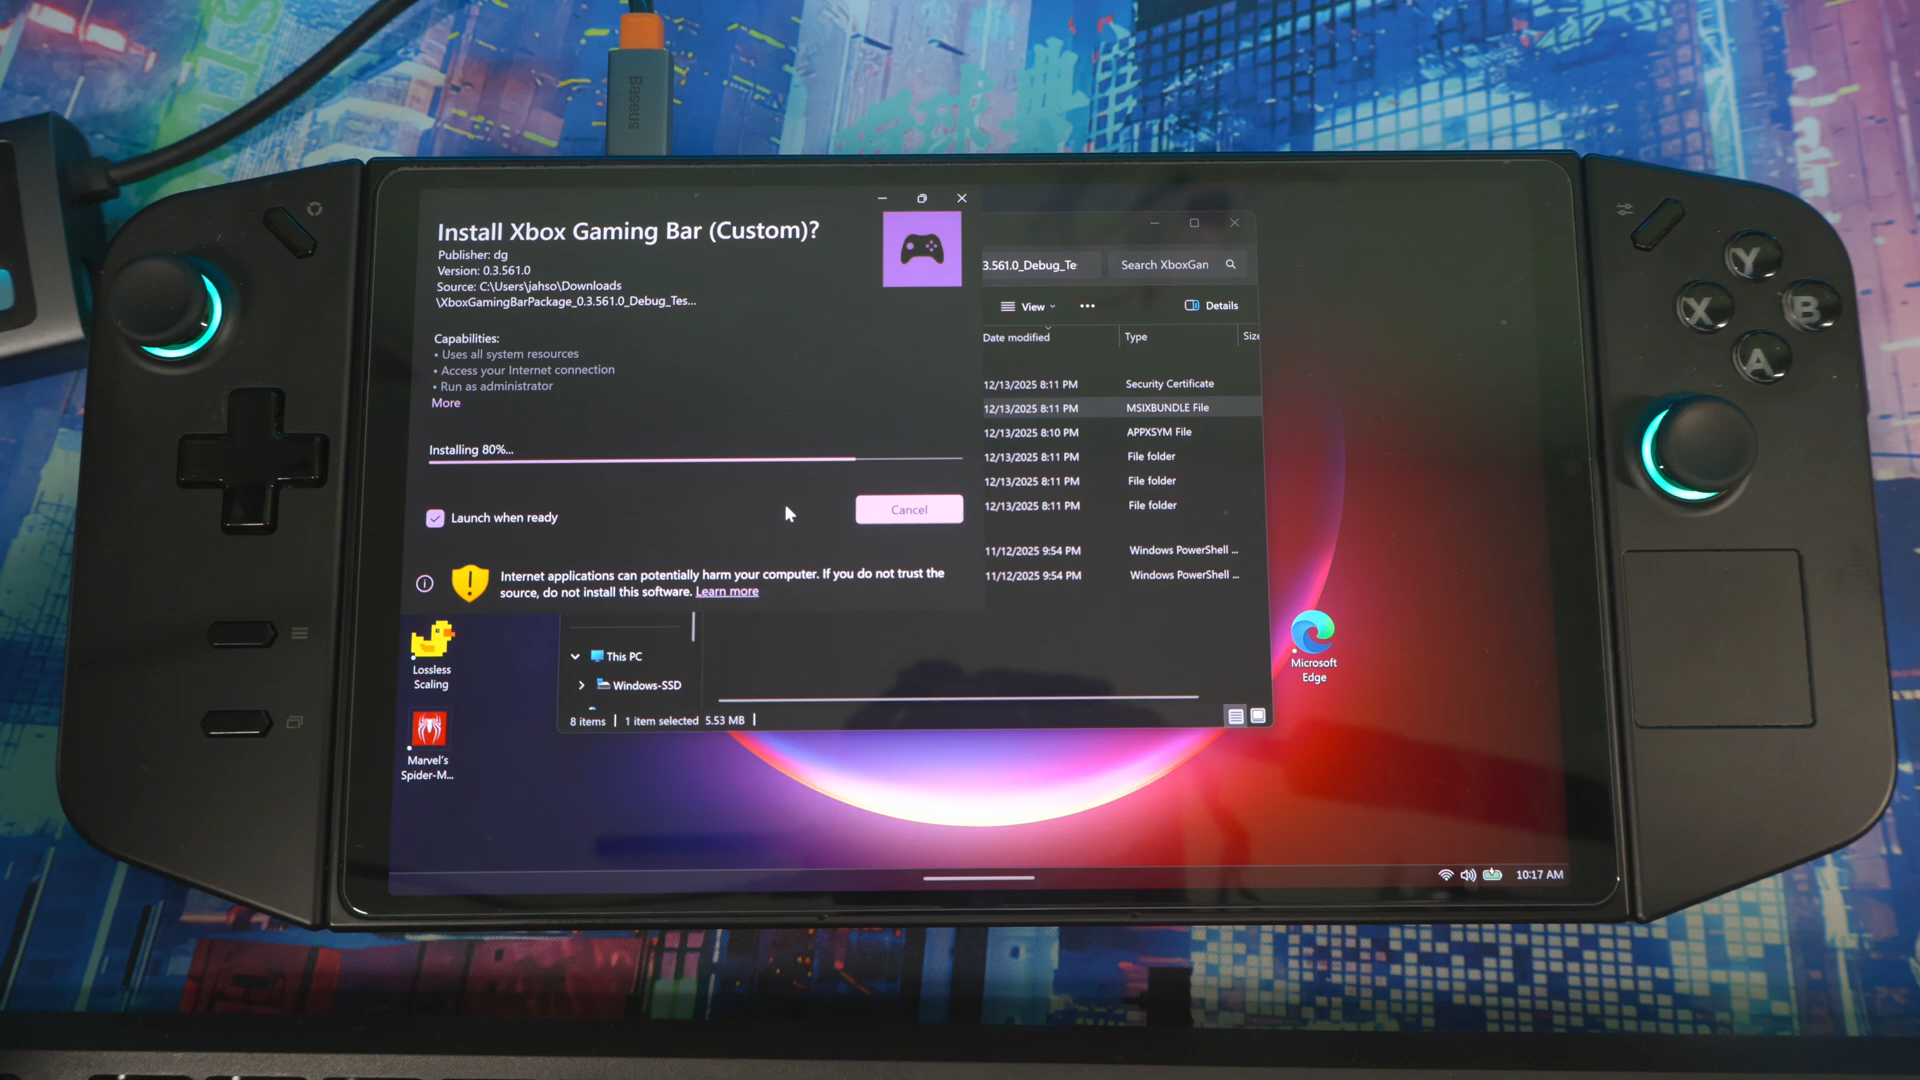 Baseus
Install Xbox Gaming Bar (Custom)?
Publisher: dg
Version: 0.3.561.0
Source: C:\Users\jahso\Downloads
\XboxGamingBarPackage_0.3.561.0_Debug_Tes...
Capabilities:
• Uses all system resources
• Access your Internet connection
• Run as administrator
More
Installing 80%...
Launch when ready
Cancel
Internet applications can potentially harm your computer. If you do not trust the
source, do not install this software. Learn more
3.561.0_Debug_Te
Search XboxGan
View
Details
Date modified Type Size
12/13/2025 8:11 PM Security Certificate
12/13/2025 8:11 PM MSIXBUNDLE File
12/13/2025 8:10 PM APPXSYM File
12/13/2025 8:11 PM File folder
12/13/2025 8:11 PM File folder
12/13/2025 8:11 PM File folder
11/12/2025 9:54 PM Windows PowerShell ...
11/12/2025 9:54 PM Windows PowerShell ...
This PC
Windows-SSD
8 items 1 item selected 5.53 MB
Lossless
Scaling
Marvel's
Spider-M...
Microsoft
Edge
10:17 AM
Y
X
B
A